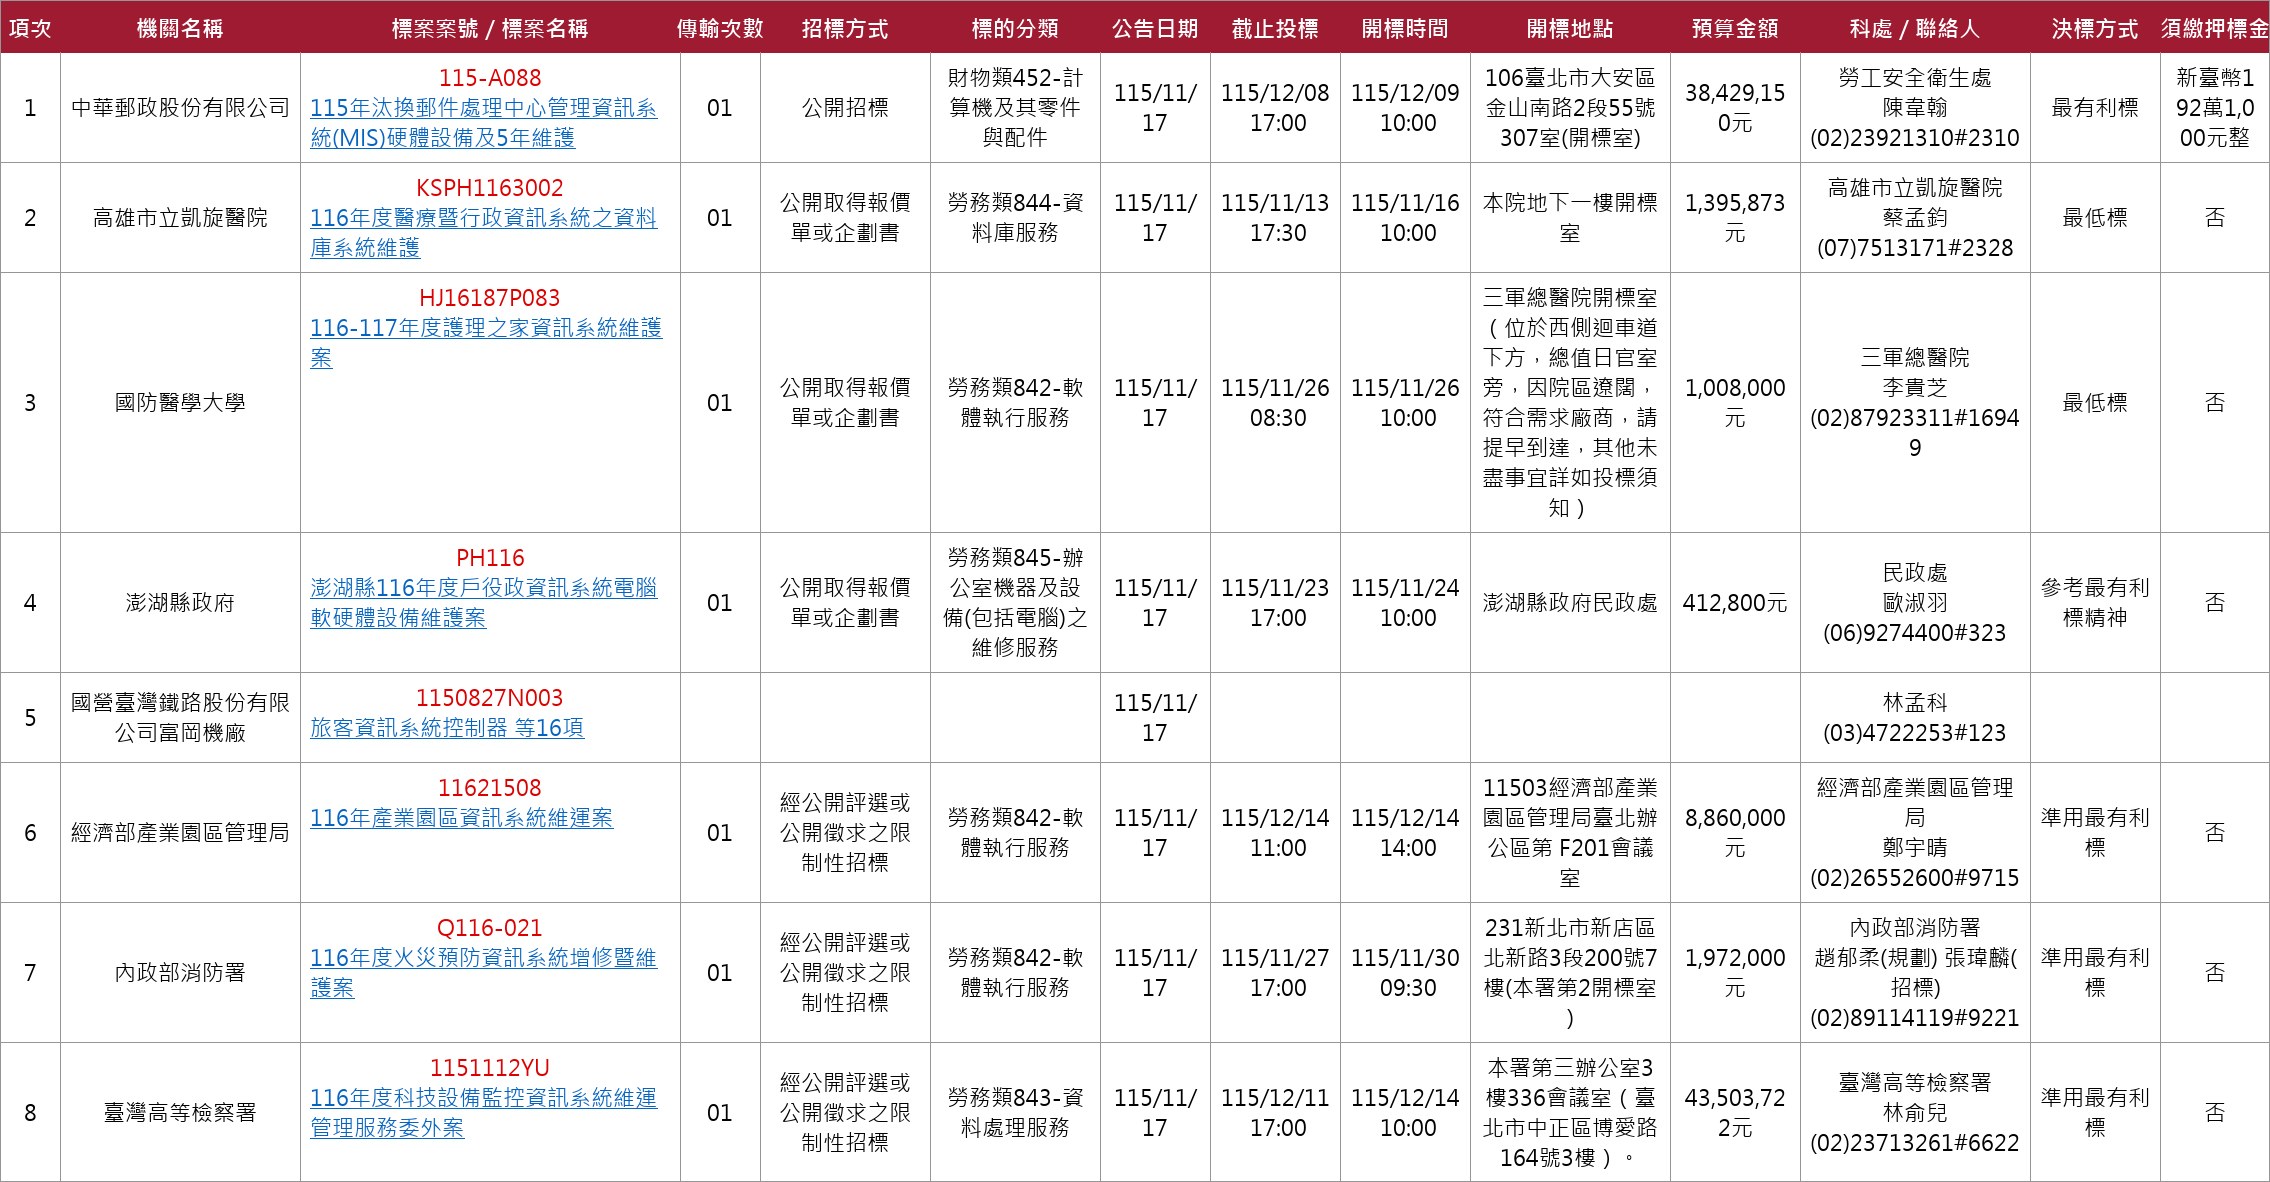 項次 機關名稱 標案案號 / 標案名稱 傳輸次數 招標方式 標的分類 公告日期 截止投標 開標時間 開標地點 預算金額 科處 / 聯絡人 決標方式 須繳押標金
1
中華郵政股份有限公司
115-A088
115年汰換郵件處理中心管理資訊系
統(MIS)硬體設備及5年維護
01
公開招標
財物類452-計
算機及其零件
與配件
115/11/
17
115/12/08
17:00
115/12/09
10:00
106臺北市大安區
金山南路2段55號
307室(開標室)
38,429,15
0元
勞工安全衛生處
陳韋翰
(02)23921310#2310
最有利標
新臺幣1
92萬1,0
00元整
2
高雄市立凱旋醫院
KSPH1163002
116年度醫療暨行政資訊系統之資料
庫系統維護
01
公開取得報價
單或企劃書
勞務類844-資
料庫服務
115/11/
17
115/11/13
17:30
115/11/16
10:00
本院地下一樓開標
室
1,395,873
元
高雄市立凱旋醫院
蔡孟鈞
(07)7513171#2328
最低標
否
3
國防醫學大學
HJ16187P083
116-117年度護理之家資訊系統維護
案
01
公開取得報價
單或企劃書
勞務類842-軟
體執行服務
115/11/
17
115/11/26
08:30
115/11/26
10:00
三軍總醫院開標室
（位於西側迴車道
下方，總值日官室
旁，因院區遼闊，
符合需求廠商，請
提早到達，其他未
盡事宜詳如投標須
知）
1,008,000
元
三軍總醫院
李貴芝
(02)87923311#1694
9
最低標
否
4
澎湖縣政府
PH116
澎湖縣116年度戶役政資訊系統電腦
軟硬體設備維護案
01
公開取得報價
單或企劃書
勞務類845-辦
公室機器及設
備(包括電腦)之
維修服務
115/11/
17
115/11/23
17:00
115/11/24
10:00
澎湖縣政府民政處
412,800元
民政處
歐淑羽
(06)9274400#323
參考最有利
標精神
否
5
國營臺灣鐵路股份有限
公司富岡機廠
1150827N003
旅客資訊系統控制器 等16項
115/11/
17
林孟科
(03)4722253#123
6
經濟部產業園區管理局
11621508
116年產業園區資訊系統維運案
01
經公開評選或
公開徵求之限
制性招標
勞務類842-軟
體執行服務
115/11/
17
115/12/14
11:00
115/12/14
14:00
11503經濟部產業
園區管理局臺北辦
公區第 F201會議
室
8,860,000
元
經濟部產業園區管理
局
鄭宇晴
(02)26552600#9715
準用最有利
標
否
7
內政部消防署
Q116-021
116年度火災預防資訊系統增修暨維
護案
01
經公開評選或
公開徵求之限
制性招標
勞務類842-軟
體執行服務
115/11/
17
115/11/27
17:00
115/11/30
09:30
231新北市新店區
北新路3段200號7
樓(本署第2開標室
)
1,972,000
元
內政部消防署
趙郁柔(規劃) 張瑋麟(
招標)
(02)89114119#9221
準用最有利
標
否
8
臺灣高等檢察署
1151112YU
116年度科技設備監控資訊系統維運
管理服務委外案
01
經公開評選或
公開徵求之限
制性招標
勞務類843-資
料處理服務
115/11/
17
115/12/11
17:00
115/12/14
10:00
本署第三辦公室3
樓336會議室（臺
北市中正區博愛路
164號3樓）。
43,503,72
2元
臺灣高等檢察署
林俞兒
(02)23713261#6622
準用最有利
標
否